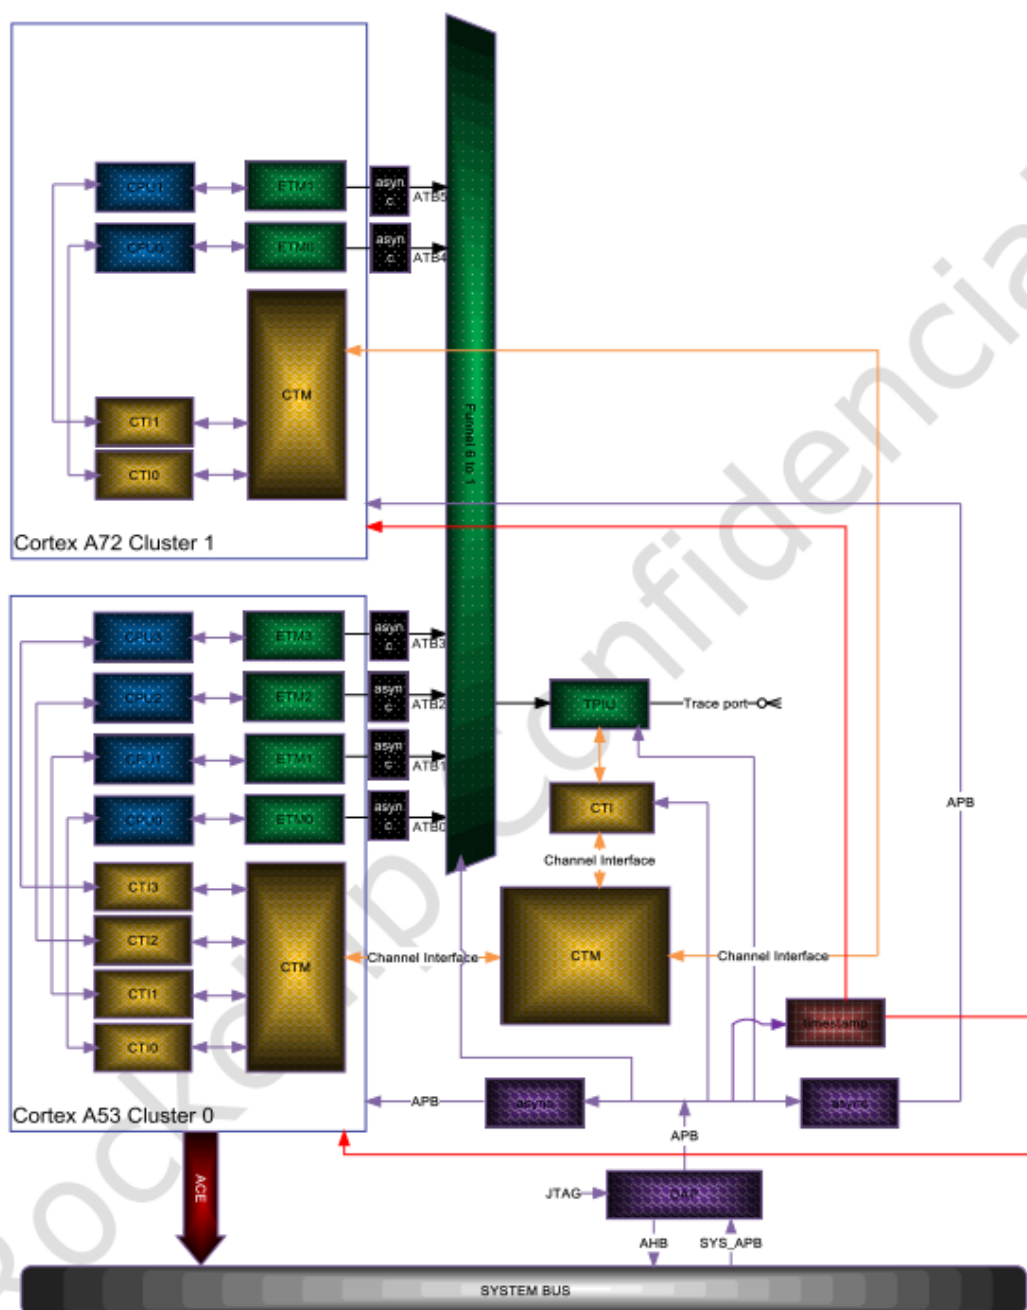 CPU1
ETM1
asyn
c
ATB5
CPU0
ETM0
asyn
c
ATB4
CTM
CTI1
CTI0
Funnel 6 to 1
Cortex A72 Cluster 1
CPU3
ETM3
asyn
c
ATB3
CPU2
ETM2
asyn
c
ATB2
TPIU
Trace port
CPU1
ETM1
asyn
c
ATB1
CPU0
ETM0
asyn
c
ATB0
CTI
APB
Channel Interface
CTI3
CTI2
CTM
Channel Interface
CTM
Channel Interface
CTI1
CTI0
timestamp
Cortex A53 Cluster 0
APB
async
async
APB
ACE
JTAG
DAP
AHB
SYS_APB
SYSTEM BUS
Rockchip Confidencia